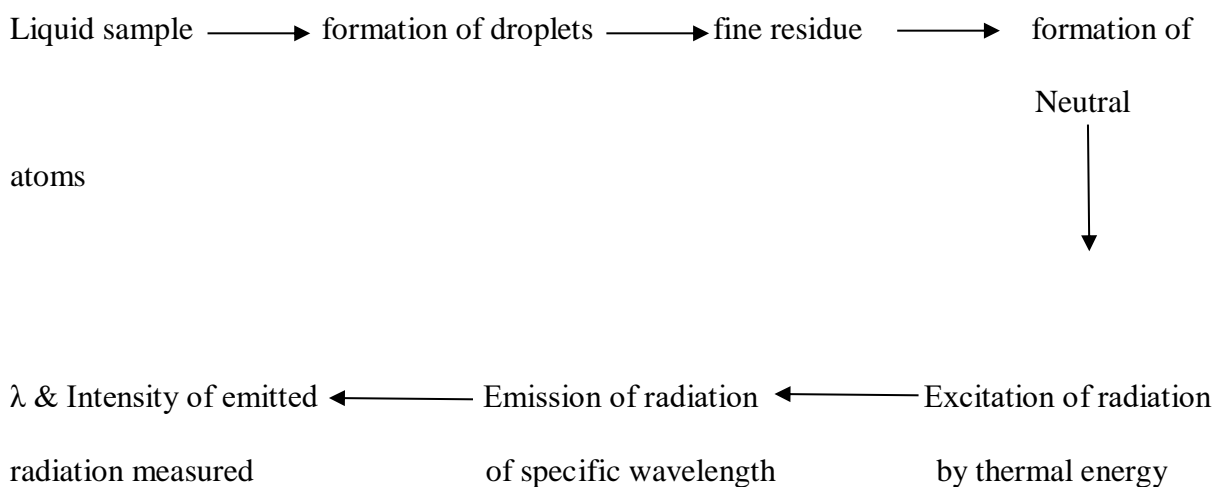 Liquid sample formation of droplets fine residue formation of
Neutral
atoms
λ & Intensity of emitted Emission of radiation Excitation of radiation
radiation measured of specific wavelength by thermal energy